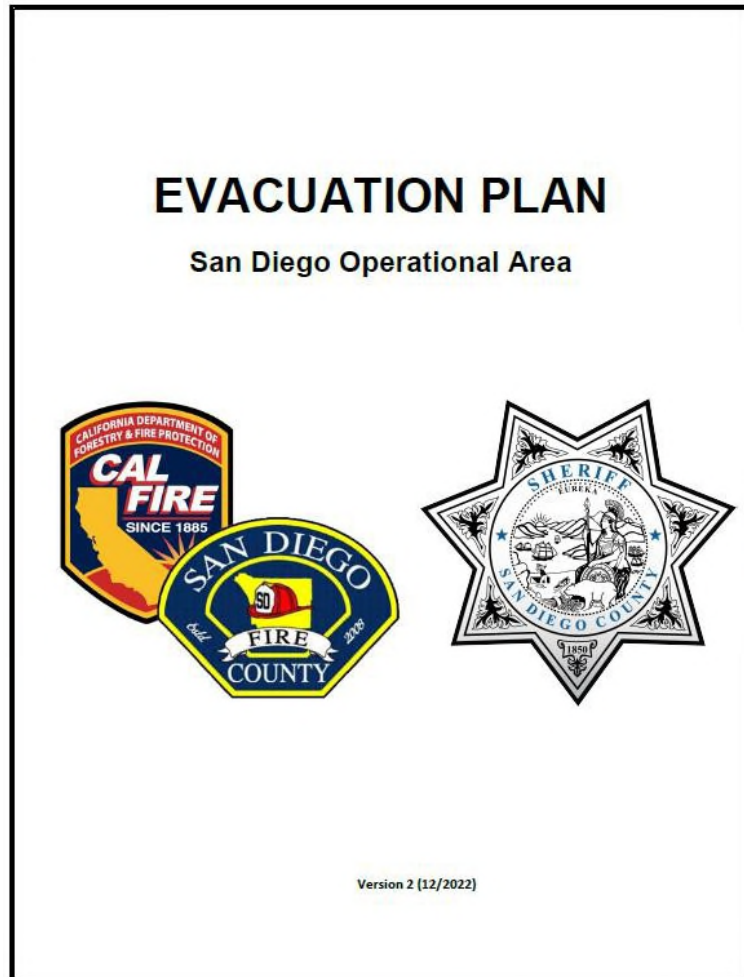 EVACUATION PLAN
San Diego Operational Area
CALIFORNIA DEPARTMENT OF
FORESTRY & FIRE PROTECTION
CAL
FIRE
SINCE 1885
SAN DIEGO
SD
FIRE
Estd. 2008
COUNTY
SHERIFF
EUREKA
SAN DIEGO COUNTY
1850
Version 2 (12/2022)